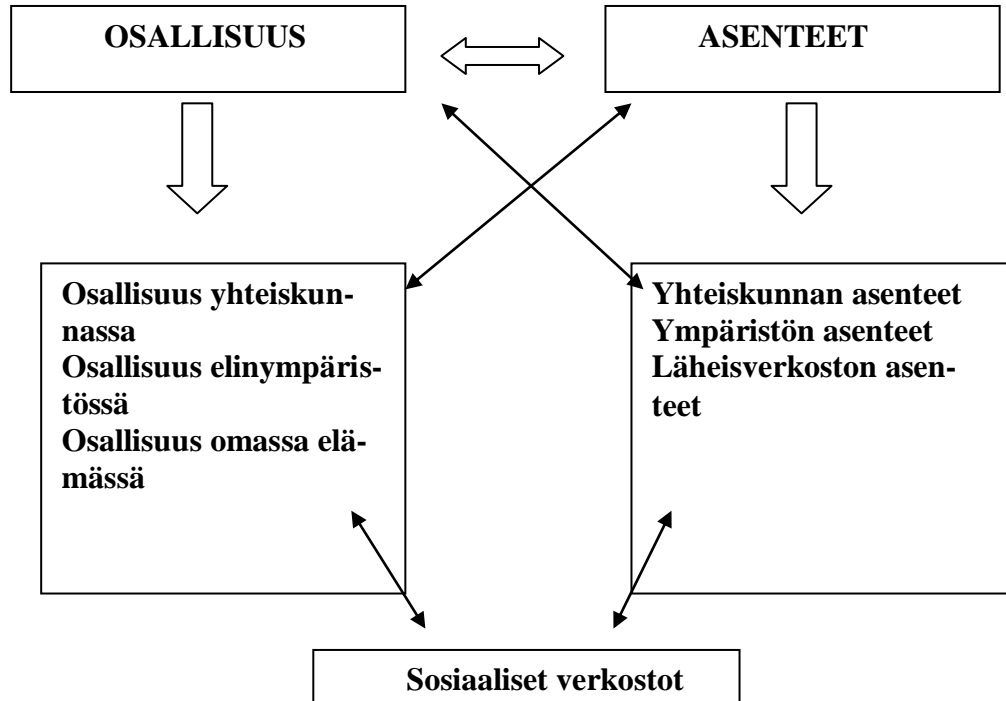 OSALLISUUS
ASENTEET
Osallisuus yhteiskun-
nassa
Osallisuus elinympäris-
tössä
Osallisuus omassa elä-
mässä
Yhteiskunnan asenteet
Ympäristön asenteet
Läheisverkoston asen-
teet
Sosiaaliset verkostot